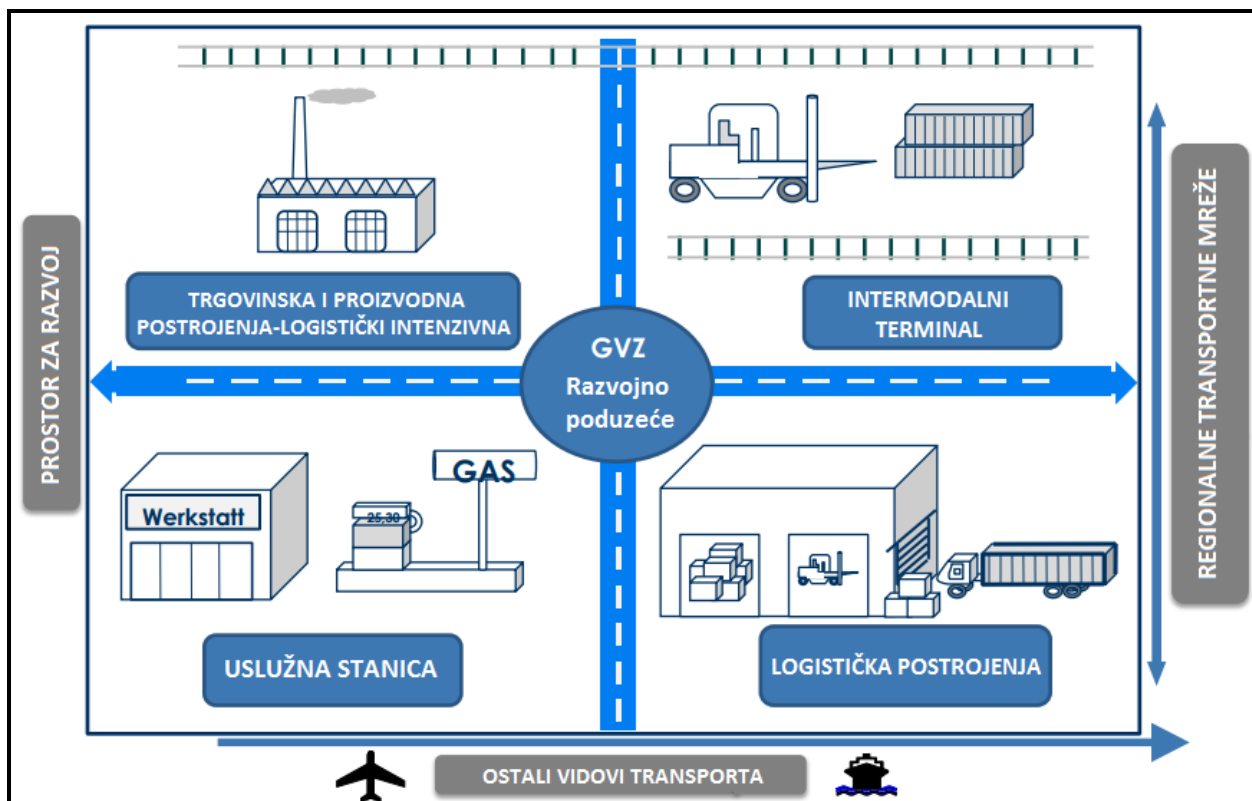 TRGOVINSKA I PROIZVODNA
POSTROJENJA-LOGISTIČKI INTENZIVNA
INTERMODALNI
TERMINAL
PROSTOR ZA RAZVOJ
GVZ
Razvojno
poduzeće
REGIONALNE TRANSPORTNE MREŽE
Werkstatt
25,30
GAS
USLUŽNA STANICA
LOGISTIČKA POSTROJENJA
OSTALI VIDOVI TRANSPORTA